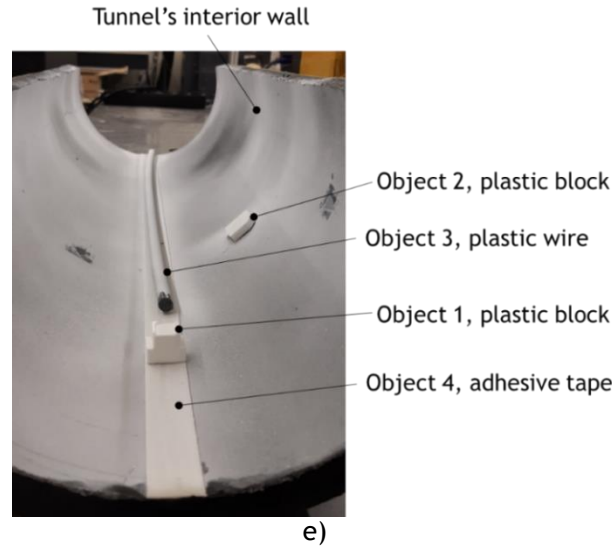 Tunnel’s interior wall
Object 2, plastic block
Object 3, plastic wire
Object 1, plastic block
Object 4, adhesive tape
e)